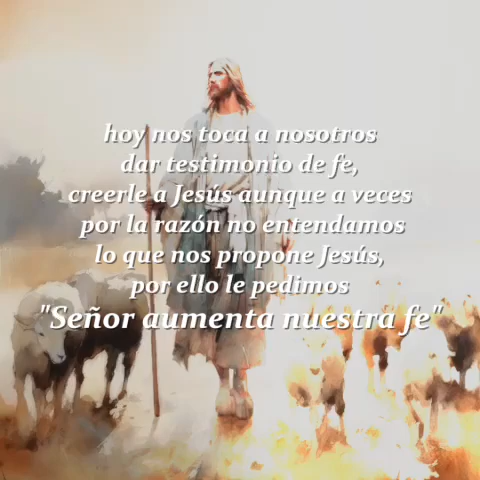 hoy nos toca a nosotros
dar testimonio de fe,
creerle a Jesús aunque a veces
por la razón no entendamos
lo que nos propone Jesús,
por ello le pedimos
"Señor aumenta nuestra fe"